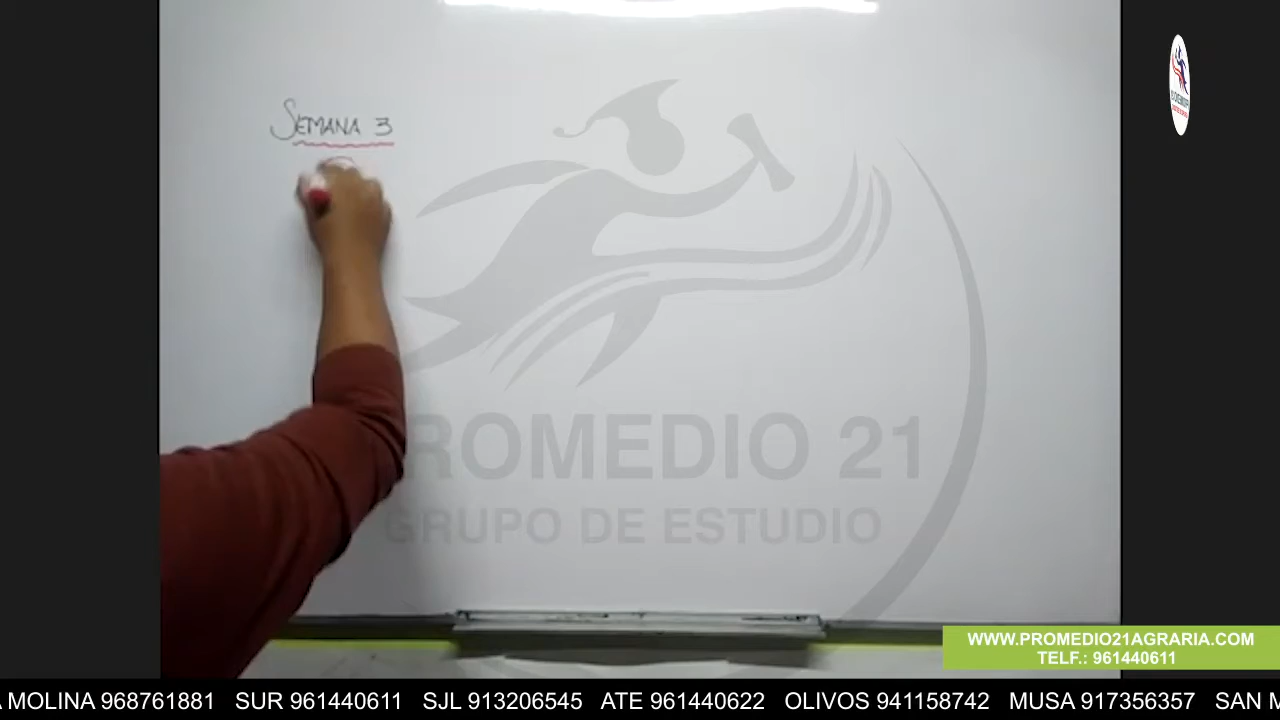 SEMANA 3
PROMEDIO 21
GRUPO DE ESTUDIO
WWW.PROMEDIO21AGRARIA.COM
TELF.: 961440611
A MOLINA 968761881 SUR 961440611 SJL 913206545 ATE 961440622 OLIVOS 941158742 MUSA 917356357 SAN M